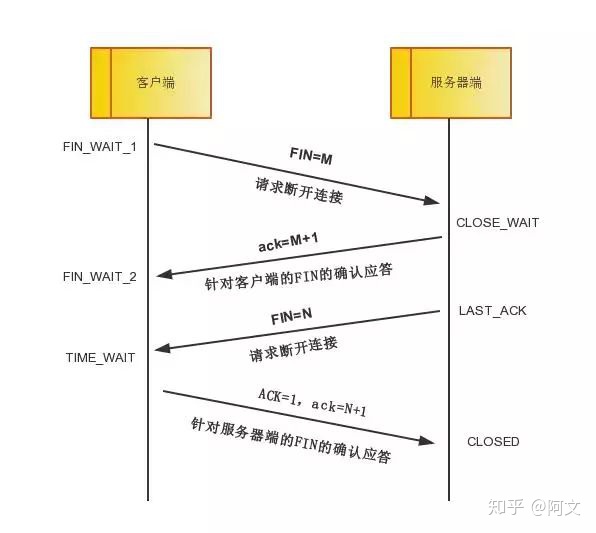 客户端
服务器端
FIN_WAIT_1
FIN=M
请求断开连接
CLOSE_WAIT
ack=M+1
针对客户端的FIN的确认应答
FIN_WAIT_2
FIN=N
LAST_ACK
请求断开连接
TIME_WAIT
ACK=1, ack=N+1
针对服务器端的FIN的确认应答
CLOSED
知乎 @阿文